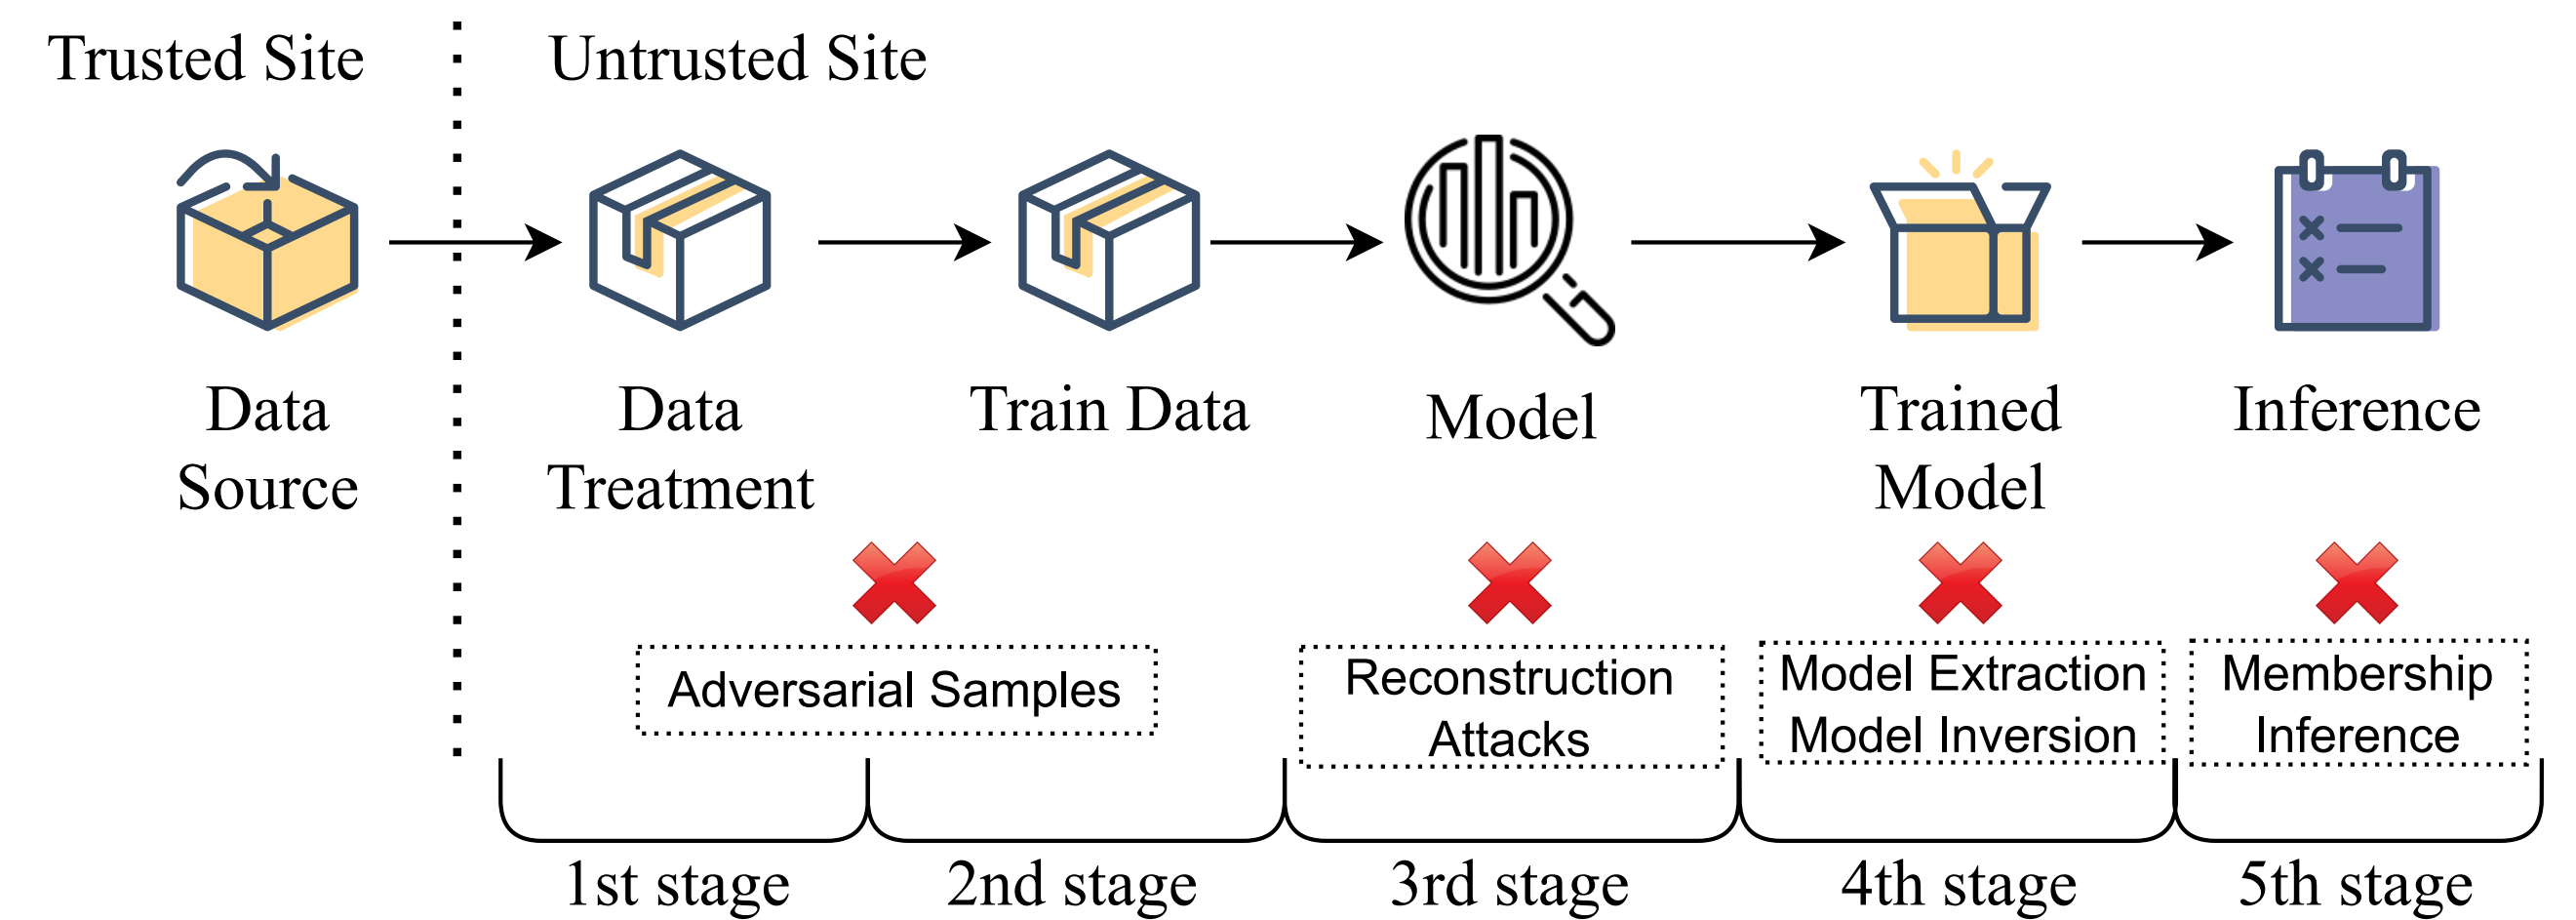 Trusted Site
Untrusted Site
Data
Source
Data
Treatment
Train Data
Model
Trained
Model
Inference
Adversarial Samples
Reconstruction
Attacks
Model Extraction
Model Inversion
Membership
Inference
1st stage
2nd stage
3rd stage
4th stage
5th stage